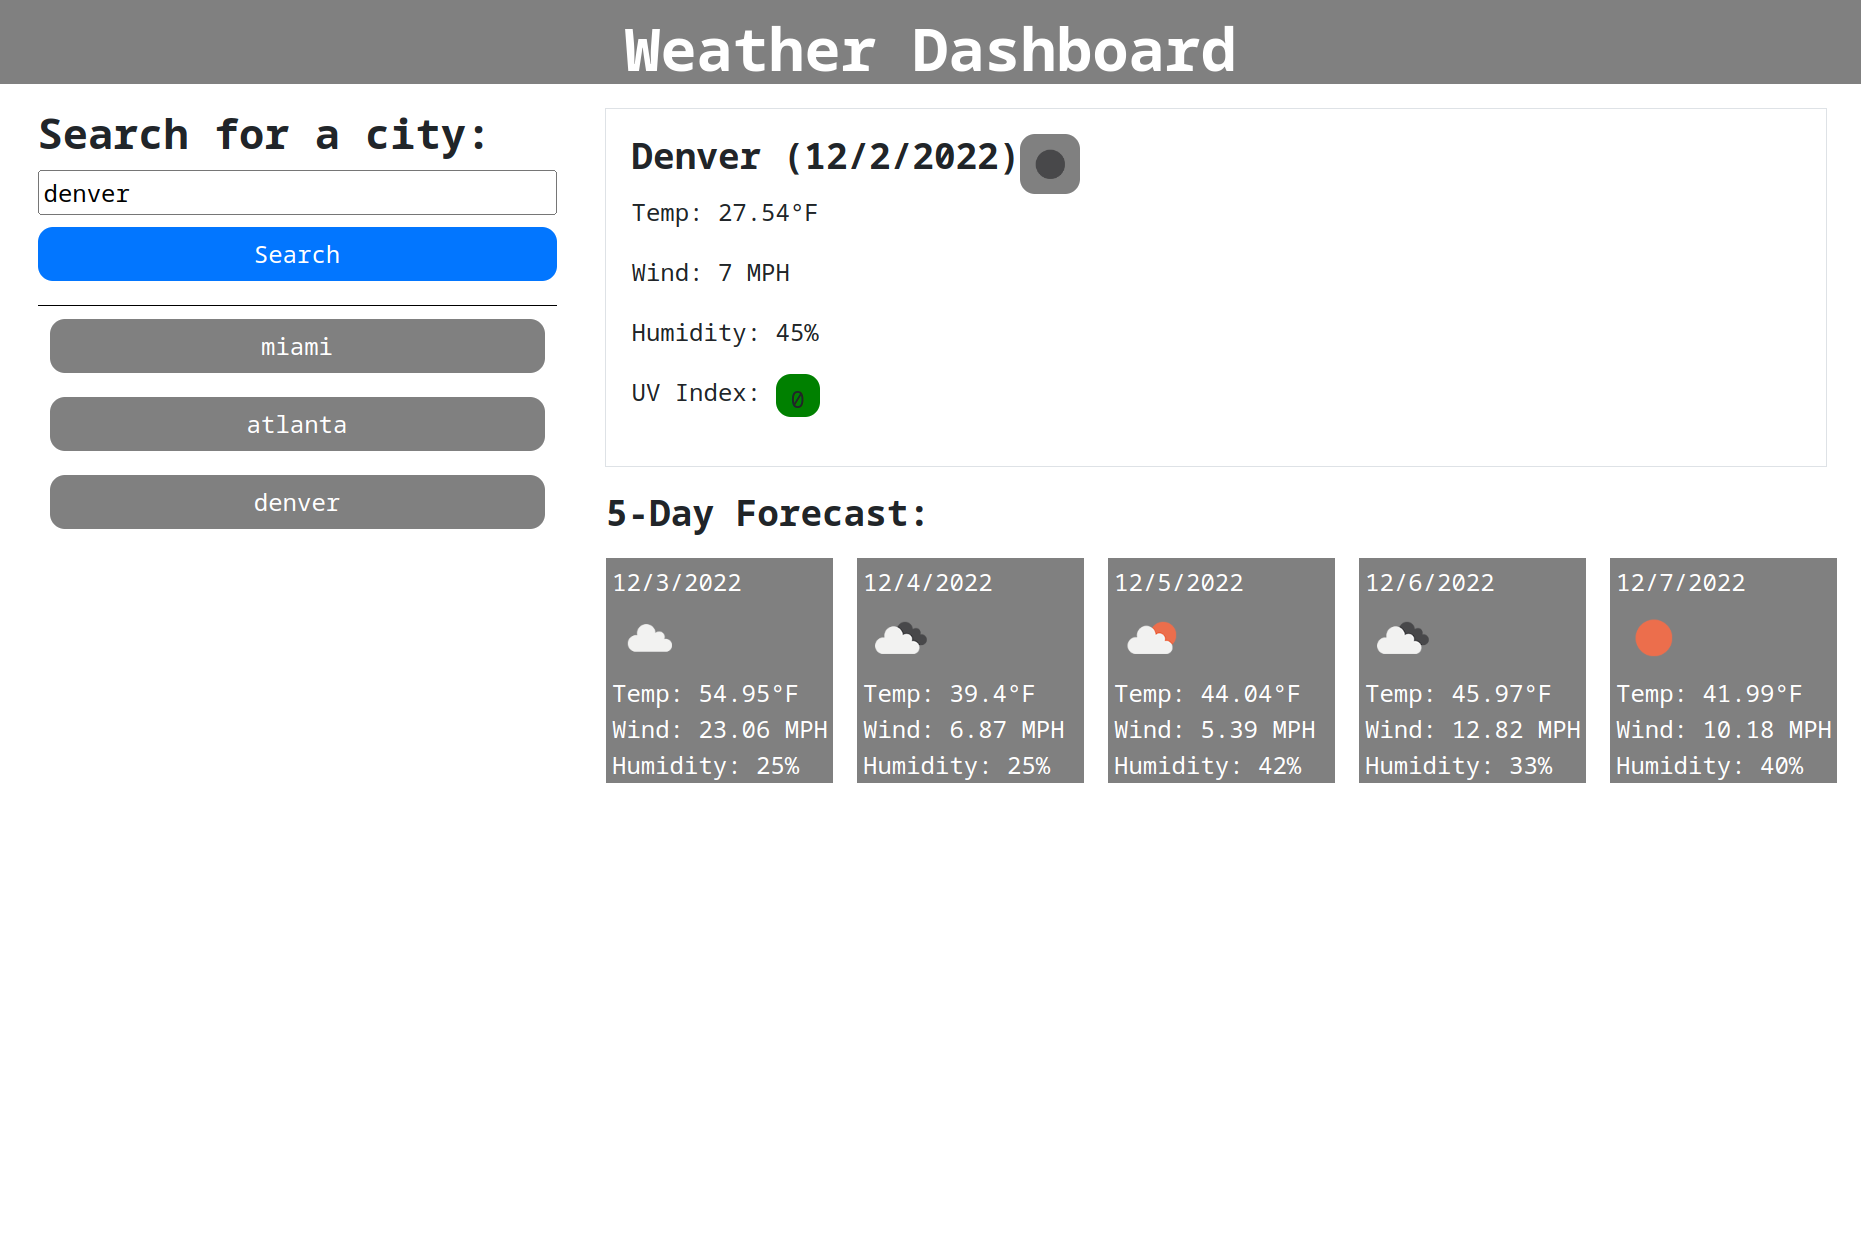 Weather Dashboard
Search for a city:
denver
Search
miami
atlanta
denver
Denver (12/2/2022)
Temp: 27.54°F
Wind: 7 MPH
Humidity: 45%
UV Index: 0
5-Day Forecast:
12/3/2022
Temp: 54.95°F
Wind: 23.06 MPH
Humidity: 25%
12/4/2022
Temp: 39.4°F
Wind: 6.87 MPH
Humidity: 25%
12/5/2022
Temp: 44.04°F
Wind: 5.39 MPH
Humidity: 42%
12/6/2022
Temp: 45.97°F
Wind: 12.82 MPH
Humidity: 33%
12/7/2022
Temp: 41.99°F
Wind: 10.18 MPH
Humidity: 40%